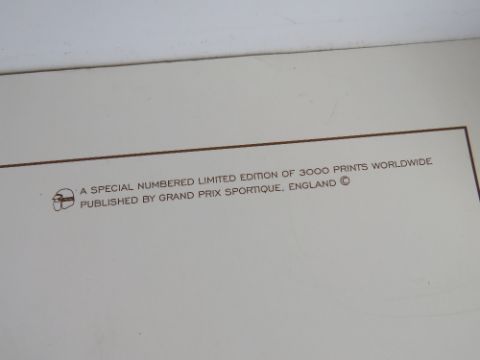 A SPECIAL NUMBERED LIMITED EDITION OF 3000 PRINTS WORLDWIDE
PUBLISHED BY GRAND PRIX SPORTIQUE, ENGLAND ©